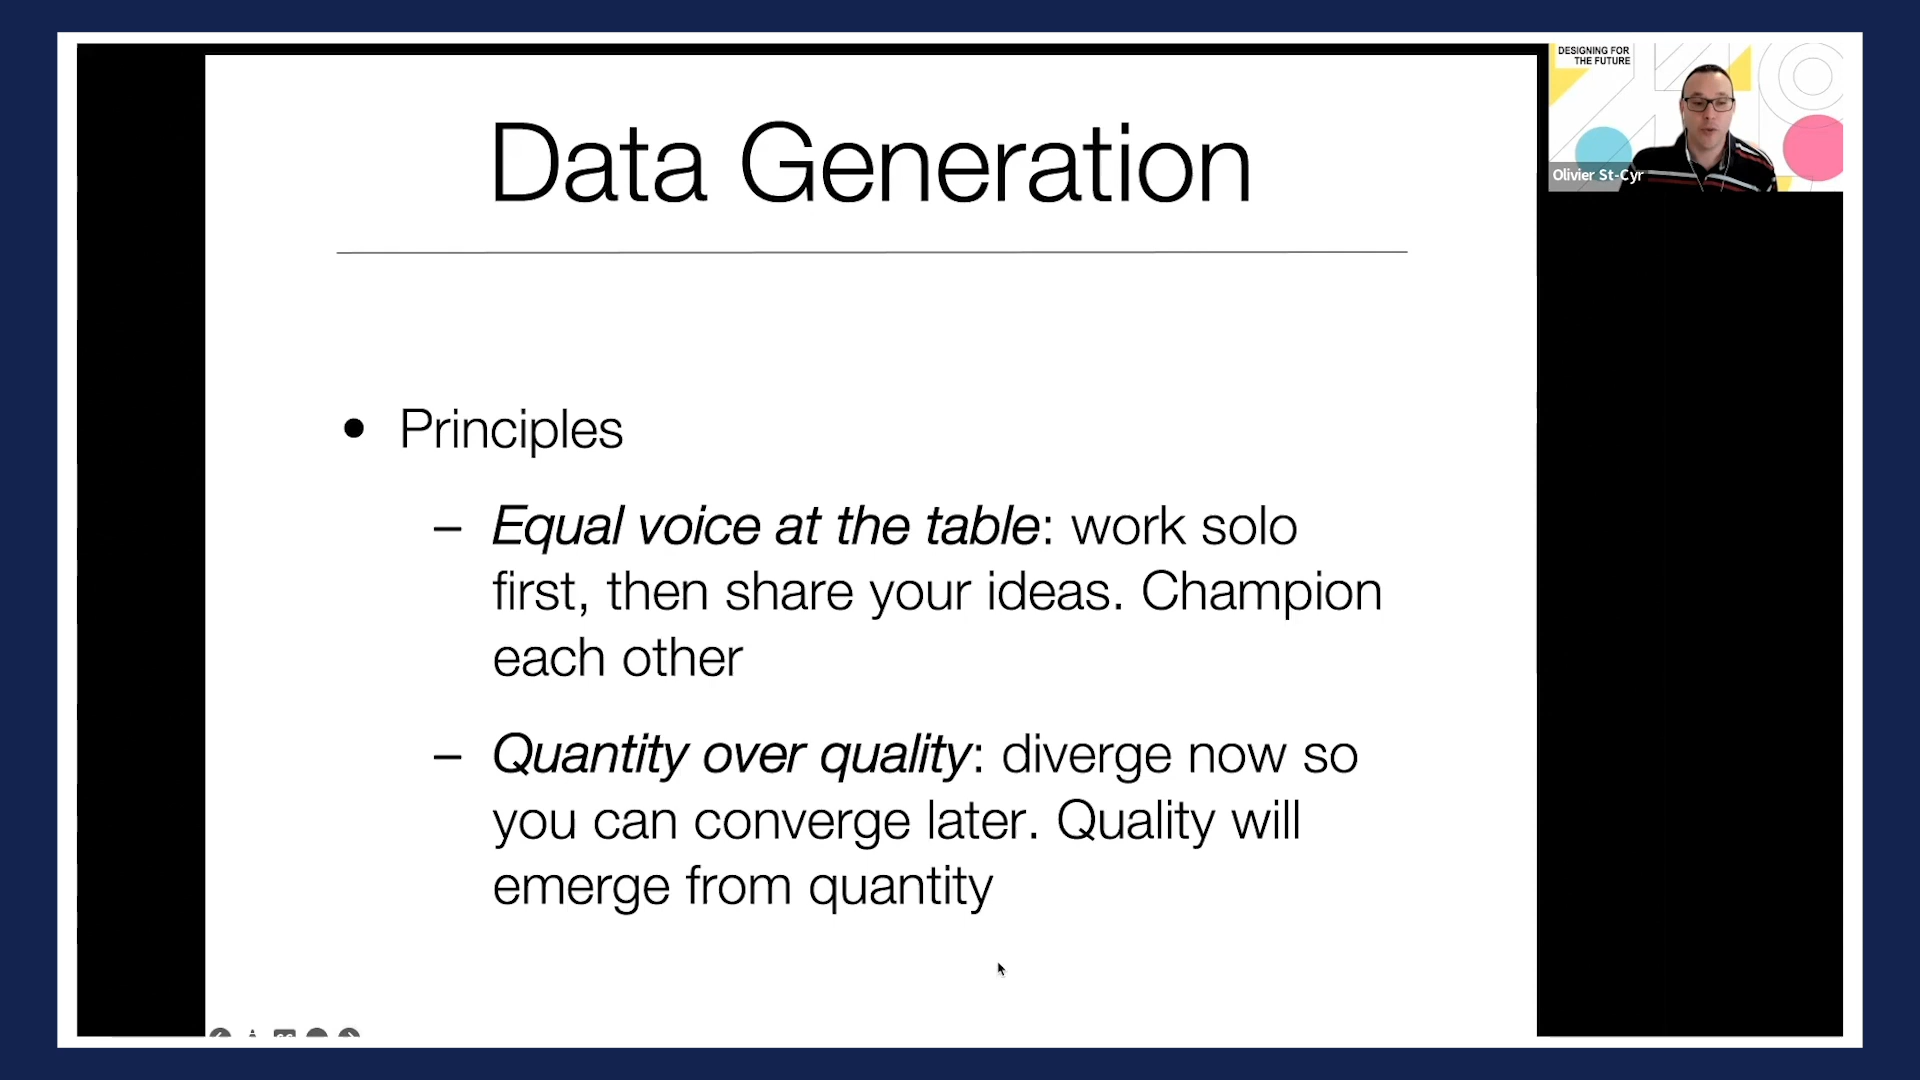 Data Generation
• Principles
– Equal voice at the table: work solo
first, then share your ideas. Champion
each other
– Quantity over quality: diverge now so
you can converge later. Quality will
emerge from quantity
DESIGNING FOR
THE FUTURE
Olivier St-Cyr